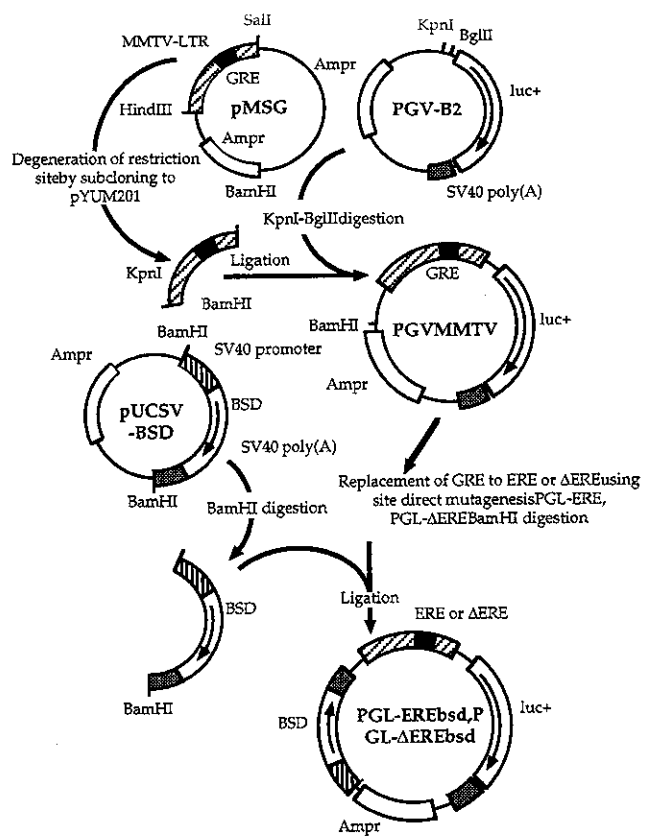 SalI
MMTV-LTR
GRE
Ampr
pMSG
HindIII
Ampr
BamHI
KpnI
BglII
luc+
PGV-B2
SV40 poly(A)
Degeneration of restriction
siteby subcloning to
pYUM201
KpnI-BglIIdigestion
KpnI
Ligation
BamHI
GRE
BamHI
PGVMMTV
luc+
Ampr
BamHI
SV40 promoter
Ampr
BSD
pUCSV
-BSD
SV40 poly(A)
BamHI
BamHI digestion
Replacement of GRE to ERE or ΔEREusing
site direct mutagenesisPGL-ERE,
PGL-ΔEREBamHI digestion
BSD
BamHI
Ligation
ERE or ΔERE
PGL-EREbsd,P
GL-ΔEREbsd
luc+
BSD
Ampr